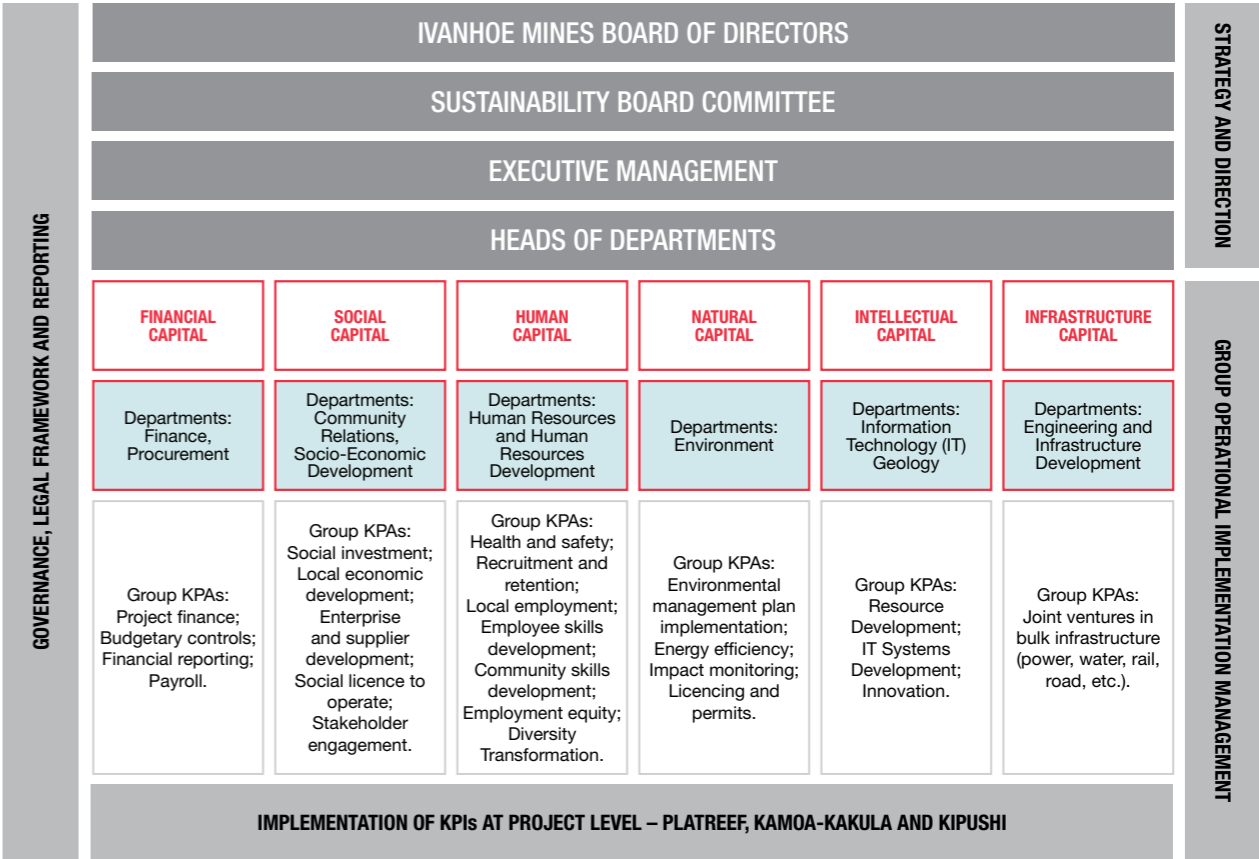 GOVERNANCE, LEGAL FRAMEWORK AND REPORTING
IVANHOE MINES BOARD OF DIRECTORS
SUSTAINABILITY BOARD COMMITTEE
EXECUTIVE MANAGEMENT
HEADS OF DEPARTMENTS
STRATEGY AND DIRECTION
FINANCIAL
CAPITAL
SOCIAL
CAPITAL
HUMAN
CAPITAL
NATURAL
CAPITAL
INTELLECTUAL
CAPITAL
INFRASTRUCTURE
CAPITAL
Departments:
Finance,
Procurement
Departments:
Community
Relations,
Socio-Economic
Development
Departments:
Human Resources
and Human
Resources
Development
Departments:
Environment
Departments:
Information
Technology (IT)
Geology
Departments:
Engineering and
Infrastructure
Development
Group KPAs:
Project finance;
Budgetary controls;
Financial reporting;
Payroll.
Group KPAs:
Social investment;
Local economic
development;
Enterprise
and supplier
development;
Social licence to
operate;
Stakeholder
engagement.
Group KPAs:
Health and safety;
Recruitment and
retention;
Local employment;
Employee skills
development;
Community skills
development;
Employment equity;
Diversity
Transformation.
Group KPAs:
Environmental
management plan
implementation;
Energy efficiency;
Impact monitoring;
Licencing and
permits.
Group KPAs:
Resource
Development;
IT Systems
Development;
Innovation.
Group KPAs:
Joint ventures in
bulk infrastructure
(power, water, rail,
road, etc.).
GROUP OPERATIONAL IMPLEMENTATION MANAGEMENT
IMPLEMENTATION OF KPIs AT PROJECT LEVEL – PLATREEF, KAMOA-KAKULA AND KIPUSHI